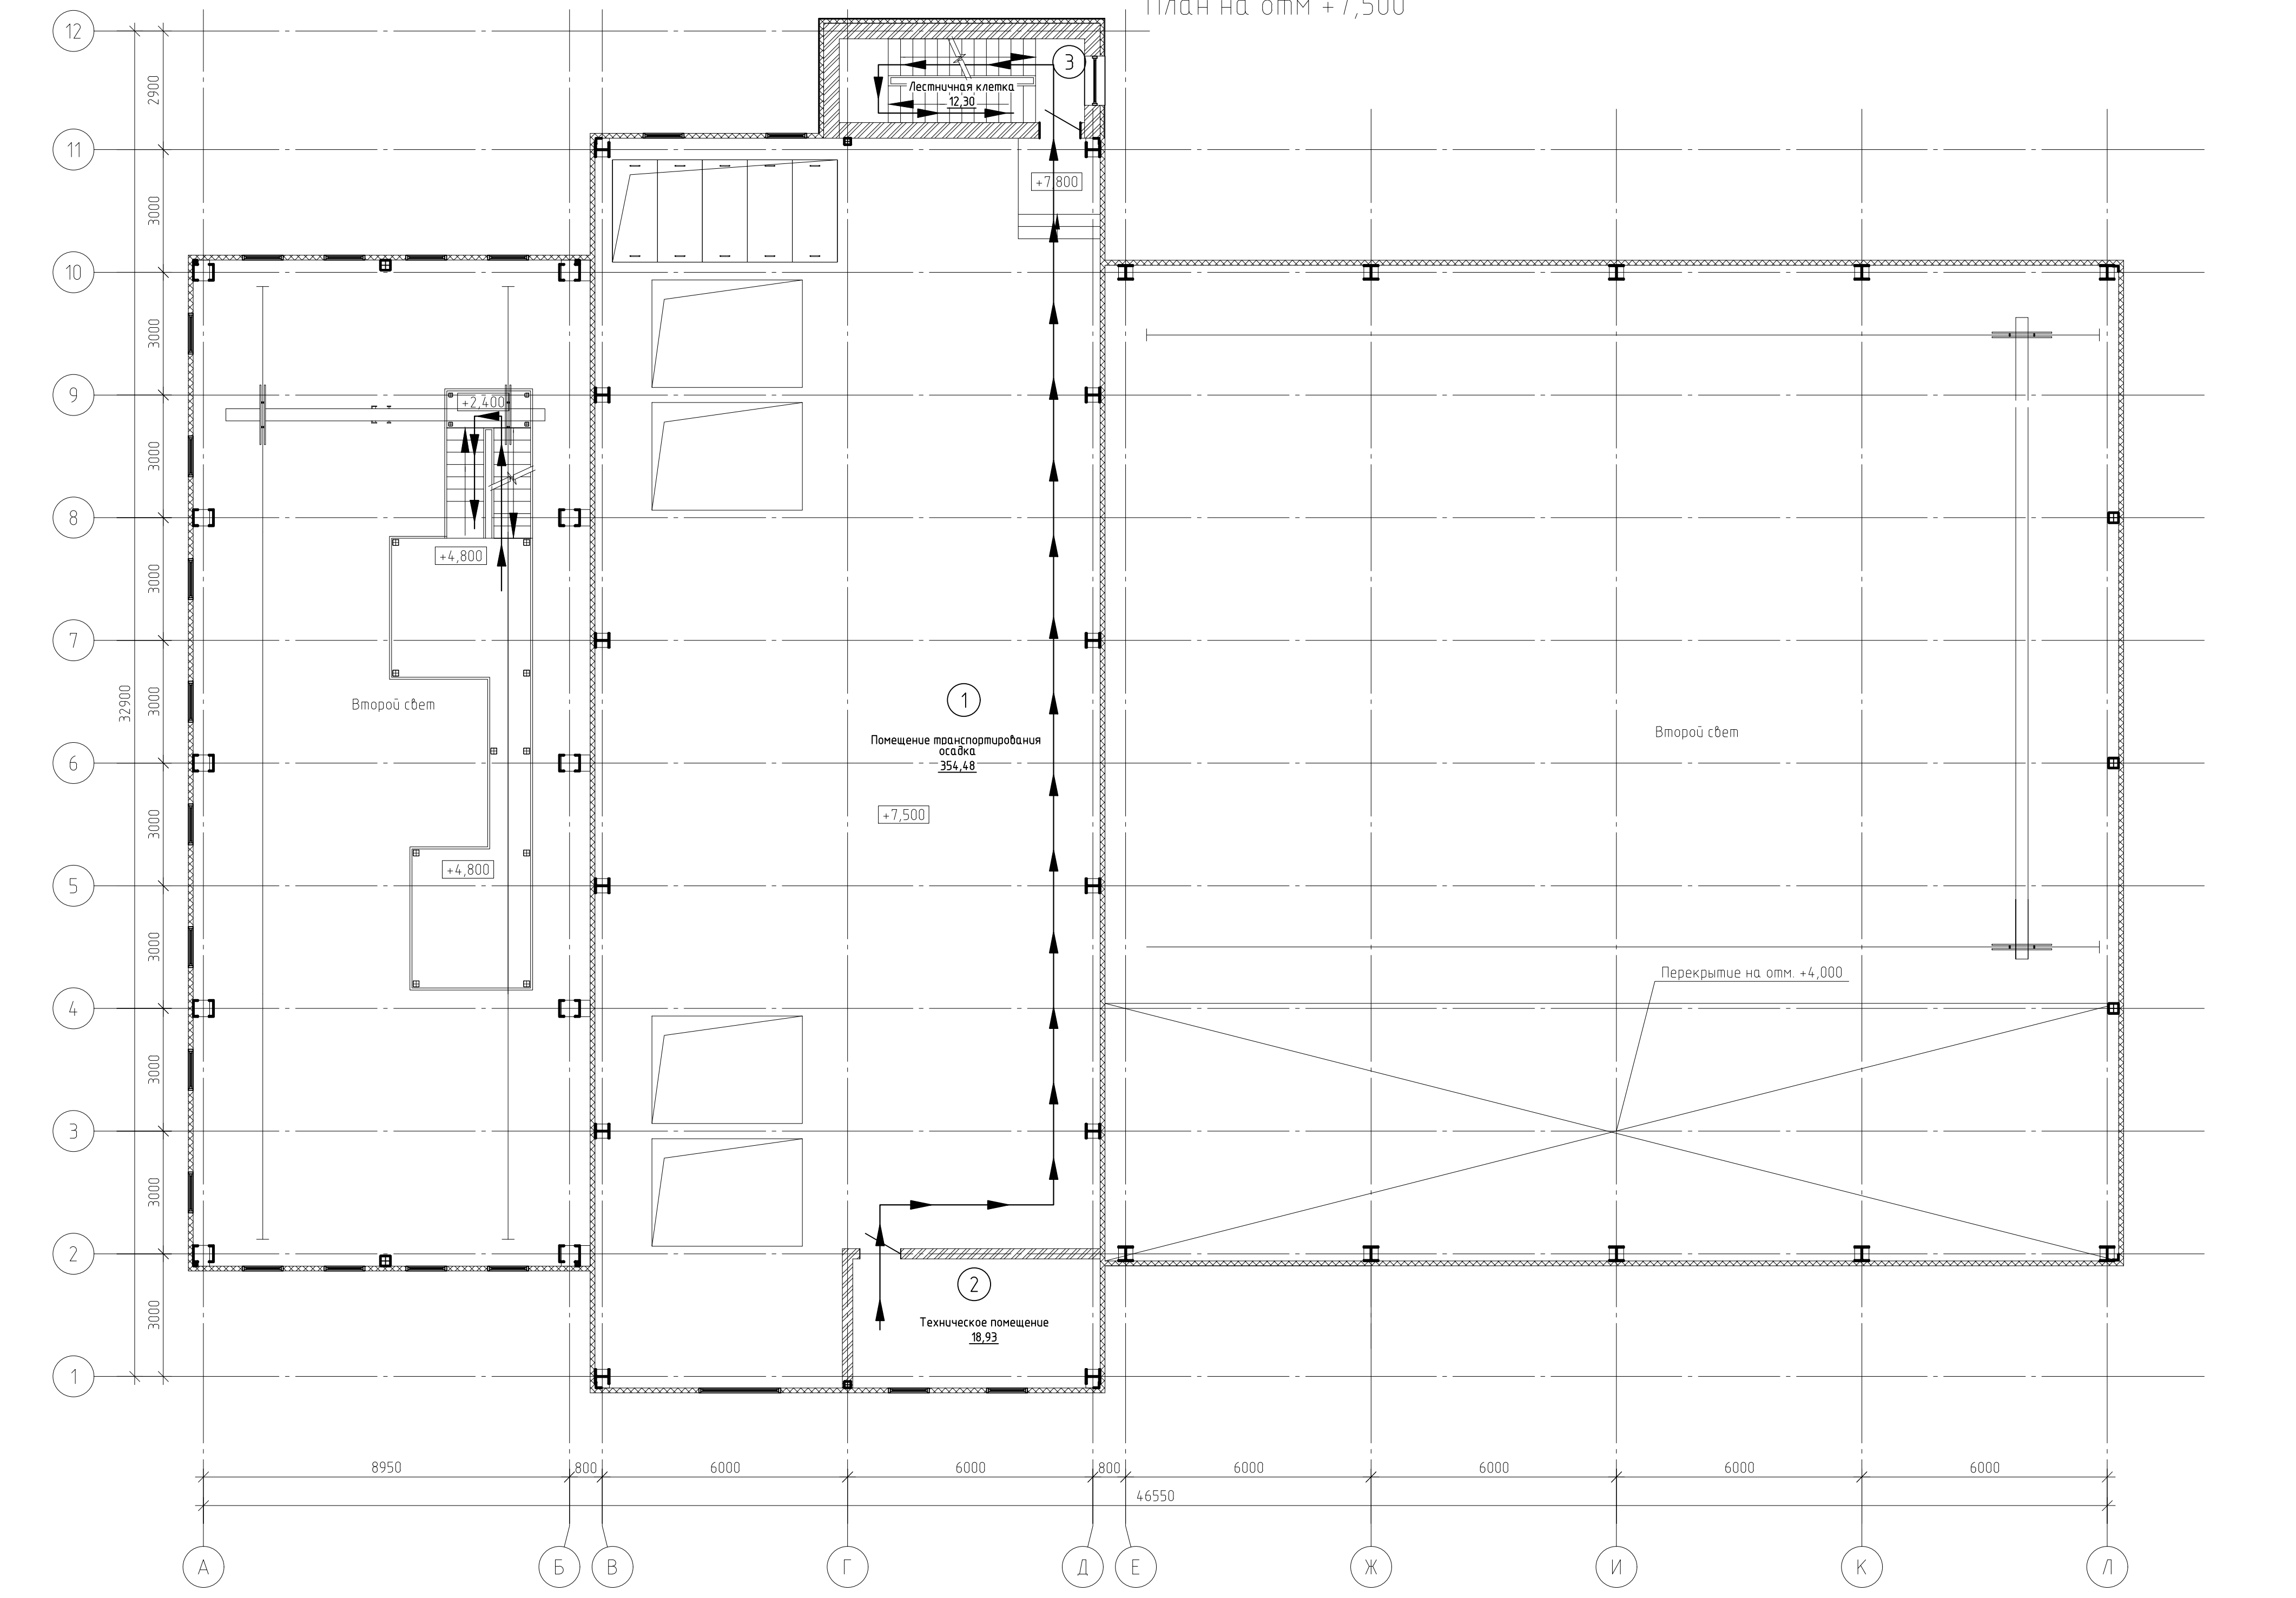 План на отм +7,500
12
2900
3
Лестничная клетка
12,30
11
3000
+7,800
10
3000
9
+2,400
3000
8
+4,800
3000
7
32900
3000
Второй свет
1
Помещение транспортирования
осадка
354,48
Второй свет
6
3000
+7,500
5
+4,800
3000
Перекрытие на отм. +4,000
4
3000
3
3000
2
2
Техническое помещение
18,93
3000
1
8950
800
6000
6000
800
6000
6000
6000
6000
46550
А
Б
В
Г
Д
Е
Ж
И
К
Л